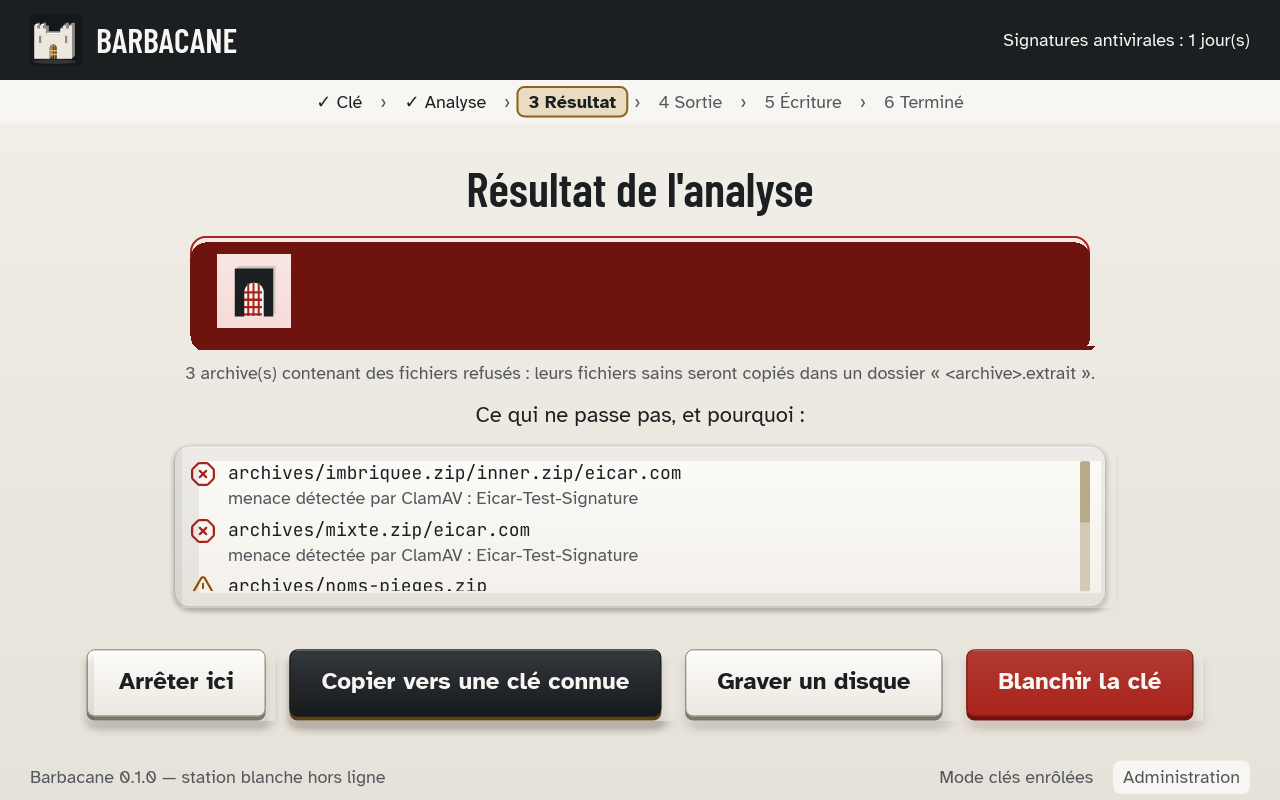 BARBACANE
Signatures antivirales : 1 jour(s)
✓ Clé › ✓ Analyse › 3 Résultat › 4 Sortie › 5 Écriture › 6 Terminé
Résultat de l'analyse
3 archive(s) contenant des fichiers refusés : leurs fichiers sains seront copiés dans un dossier « <archive>.extrait ».
Ce qui ne passe pas, et pourquoi :
archives/imbriquee.zip/inner.zip/eicar.com
menace détectée par ClamAV : Eicar-Test-Signature
archives/mixte.zip/eicar.com
menace détectée par ClamAV : Eicar-Test-Signature
archives/noms-pieges.zip
Arrêter ici
Copier vers une clé connue
Graver un disque
Blanchir la clé
Barbacane 0.1.0 — station blanche hors ligne
Mode clés enrôlées
Administration